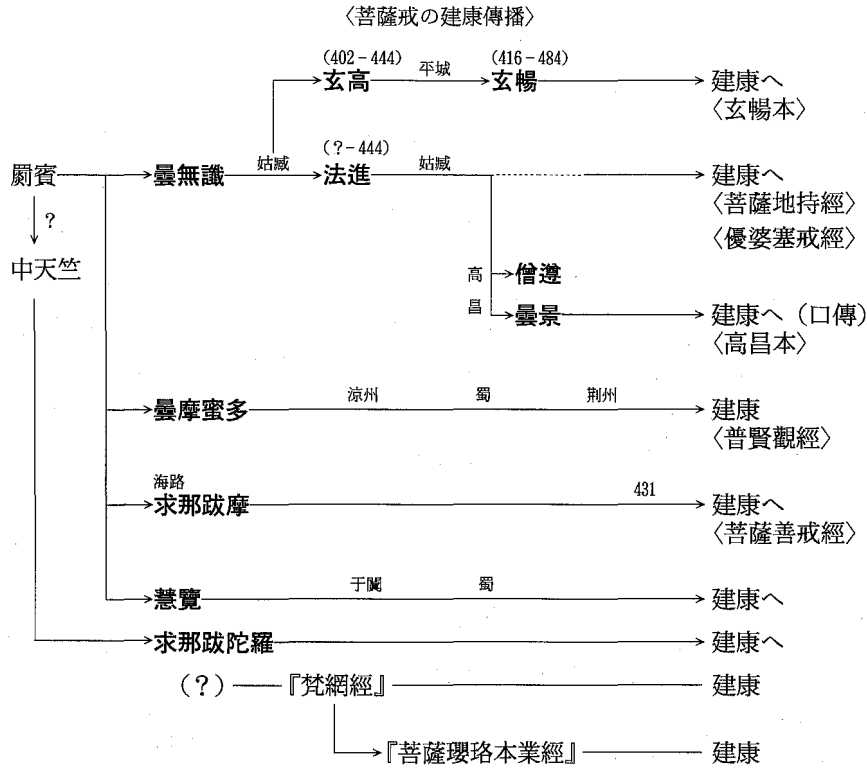 〈菩薩戒の建康傳播〉
(402-444)
(416-484)
玄高
平城
玄暢
建康へ
〈玄暢本〉
罽賓
曇無讖
姑臧
(?-444)
法進
姑臧
建康へ
〈菩薩地持經〉
〈優婆塞戒經〉
?
中天竺
高昌
僧遵
曇景
建康へ(口傳)
〈高昌本〉
曇摩蜜多
涼州
蜀
荆州
建康
〈普賢觀經〉
海路
求那跋摩
431
建康へ
〈菩薩善戒經〉
慧覽
于闐
蜀
建康へ
求那跋陀羅
建康へ
(?)
『梵網經』
建康
『菩薩瓔珞本業經』
建康